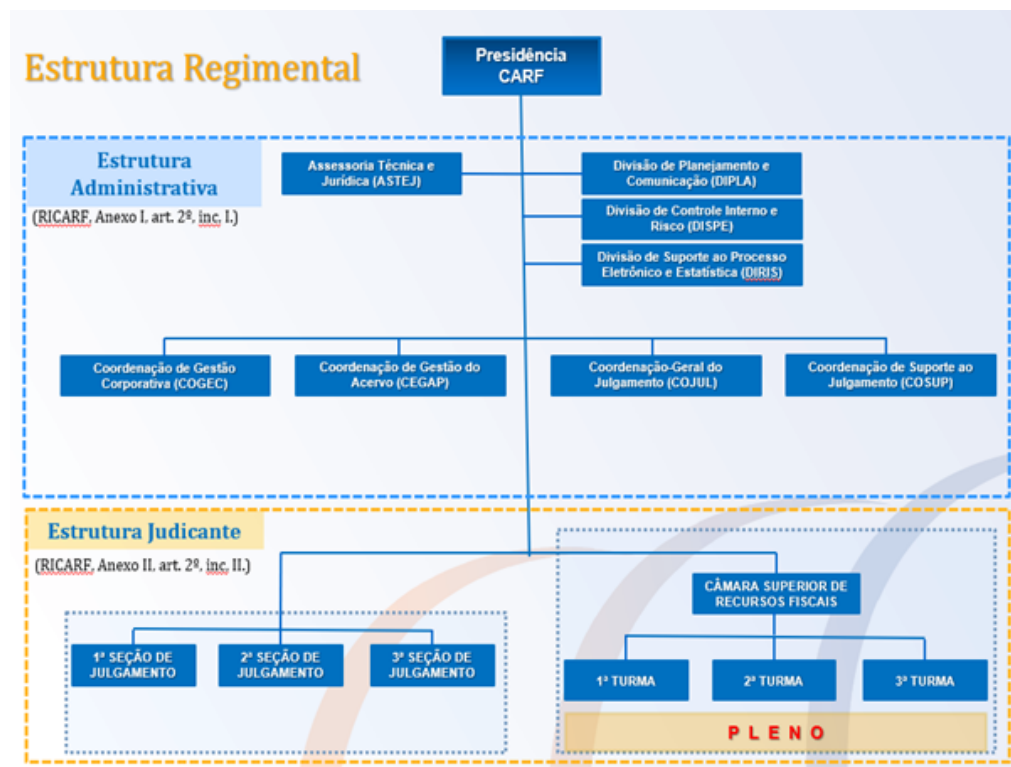 Presidência
CARF
Estrutura Regimental
Estrutura
Administrativa
(RICARF, Anexo I, art. 2º, inc, I.)
Assessoria Técnica e
Jurídica (ASTEJ)
Divisão de Planejamento e
Comunicação (DIPLA)
Divisão de Controle Interno e
Risco (DISPE)
Divisão de Suporte ao Processo
Eletrônico e Estatística (DIRIS)
Coordenação de Gestão
Corporativa (COGEC)
Coordenação de Gestão do
Acervo (CEGAP)
Coordenação-Geral do
Julgamento (COJUL)
Coordenação de Suporte ao
Julgamento (COSUP)
Estrutura Judicante
(RICARF, Anexo II, art. 2º, inc, II.)
1ª SEÇÃO DE
JULGAMENTO
2ª SEÇÃO DE
JULGAMENTO
3ª SEÇÃO DE
JULGAMENTO
CÂMARA SUPERIOR DE
RECURSOS FISCAIS
1ª TURMA
2ª TURMA
3ª TURMA
PLENO